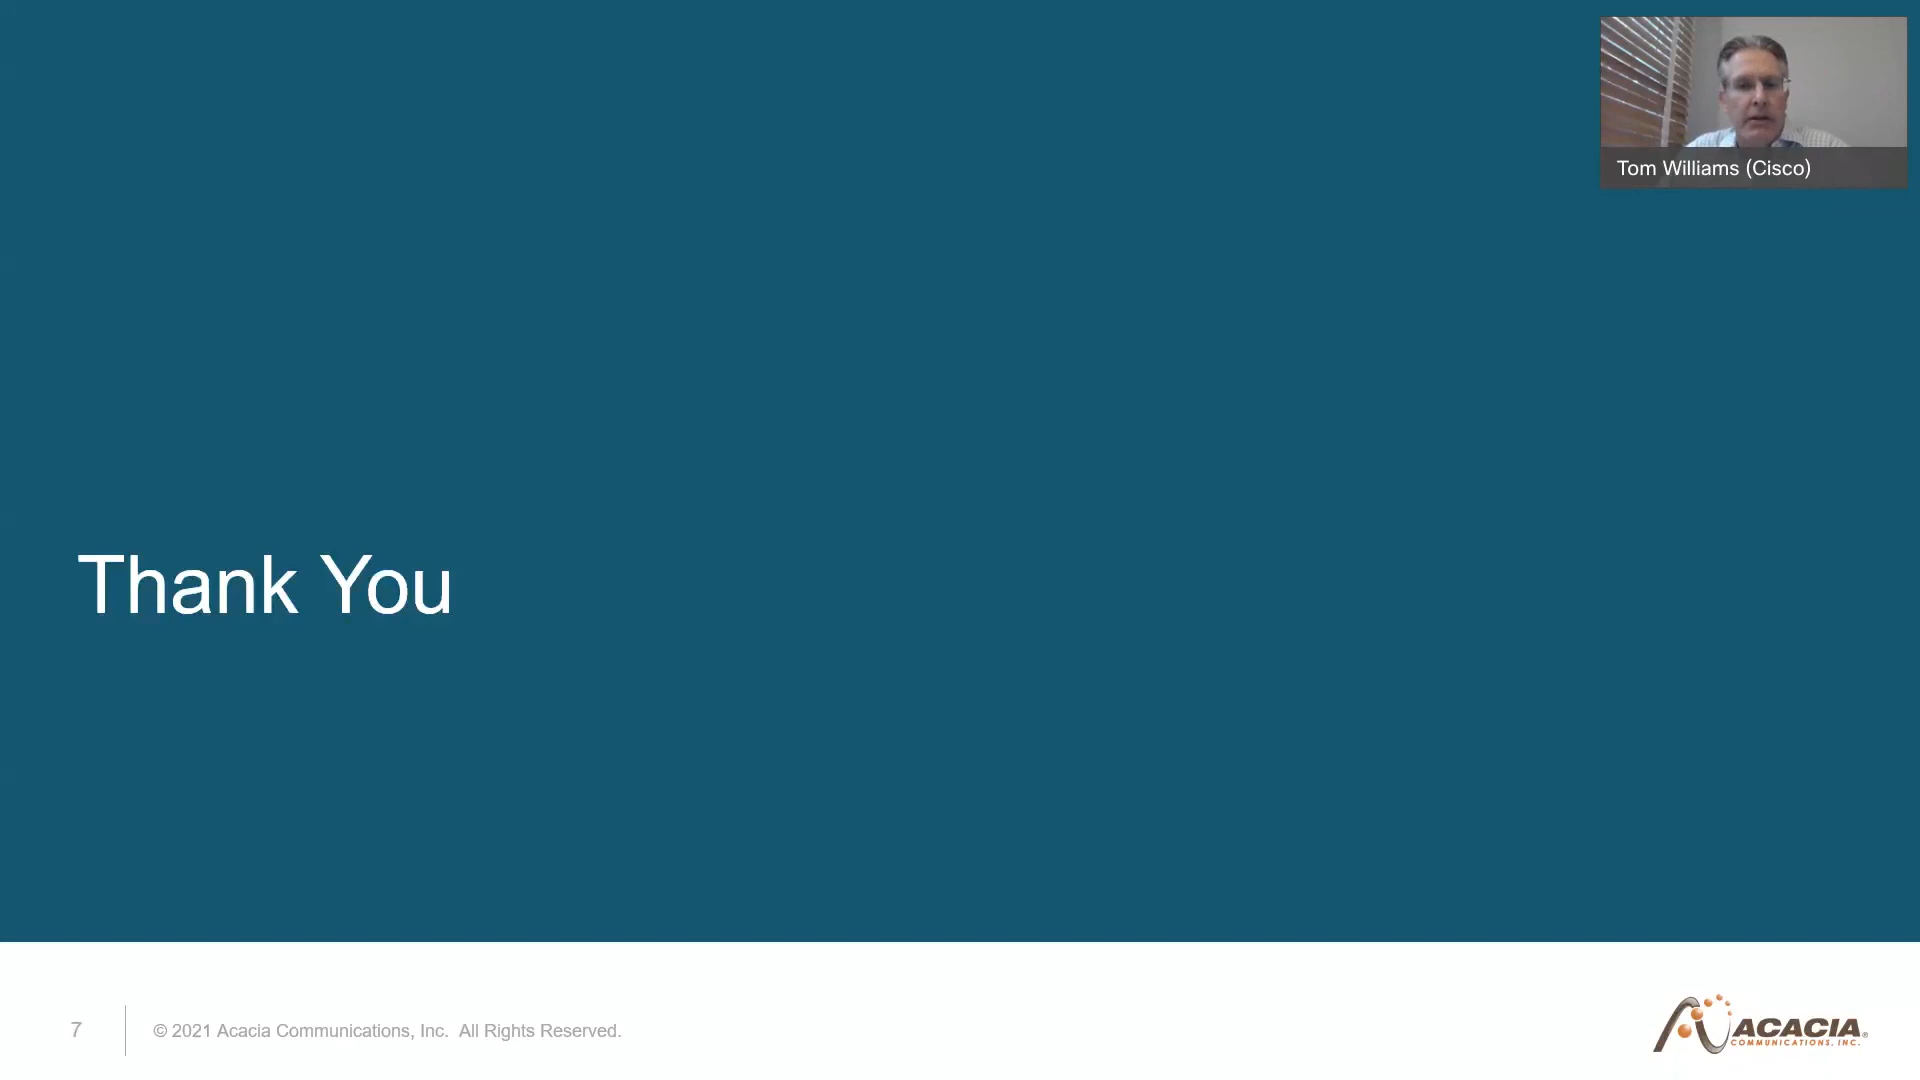 Tom Williams (Cisco)
Thank You
7
© 2021 Acacia Communications, Inc. All Rights Reserved.
ACACIA®
COMMUNICATIONS, INC.